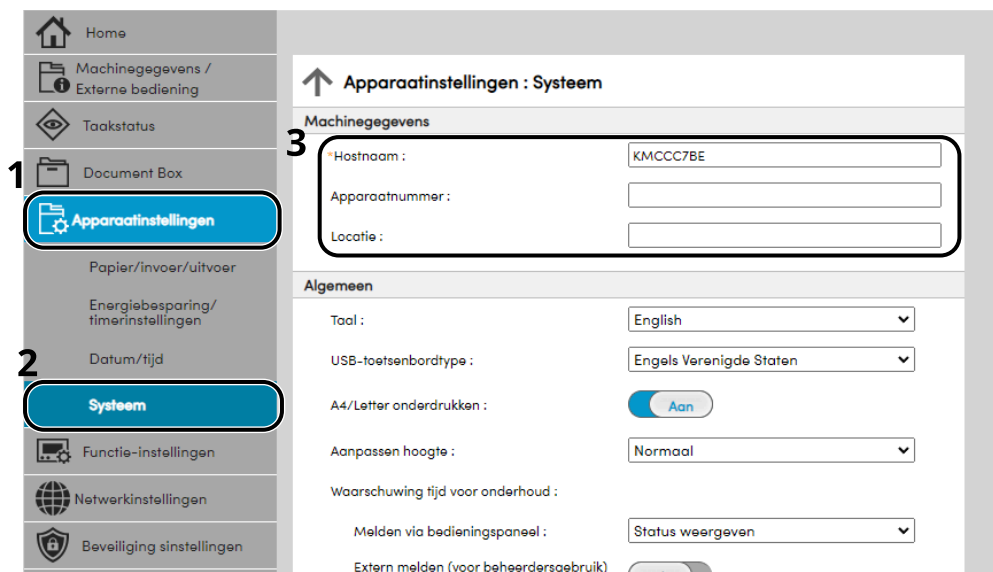 Home
Machinegegevens /
Externe bediening
Taakstatus
1
Document Box
Apparaatinstellingen
Papier/invoer/uitvoer
Energiebesparing/
timerinstellingen
2
Datum/tijd
Systeem
Functie-instellingen
Netwerkinstellingen
Beveiliging sinstellingen
Apparaatinstellingen : Systeem
Machinegegevens
3
*Hostnaam :
KMCCC7BE
Apparaatnummer :
Locatie :
Algemeen
Taal :
English
USB-toetsenbordtype :
Engels Verenigde Staten
A4/Letter onderdrukken :
Aan
Aanpassen hoogte :
Normaal
Waarschuwing tijd voor onderhoud :
Melden via bedieningspaneel :
Status weergeven
Extern melden (voor beheerdersgebruik)